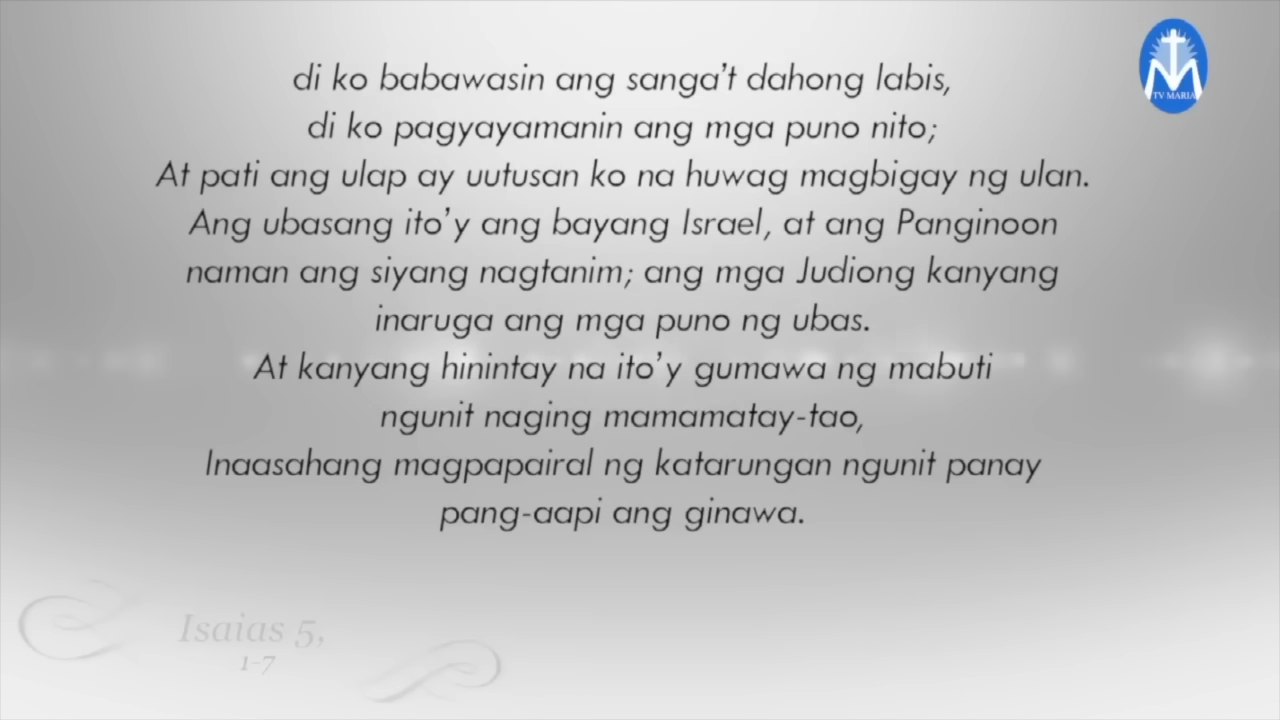 di ko babawasin ang sanga't dahong labis,
di ko pagyayamanin ang mga puno nito;
At pati ang ulap ay uutusan ko na huwag magbigay ng ulan.
Ang ubasang ito'y ang bayang Israel, at ang Panginoon
naman ang siyang nagtanim; ang mga Judiong kanyang
inaruga ang mga puno ng ubas.
At kanyang hinintay na ito'y gumawa ng mabuti
ngunit naging mamamatay-tao,
Inaasahang magpapairal ng katarungan ngunit panay
pang-aapi ang ginawa.
Isaias 5,
1-7
TV MARIA